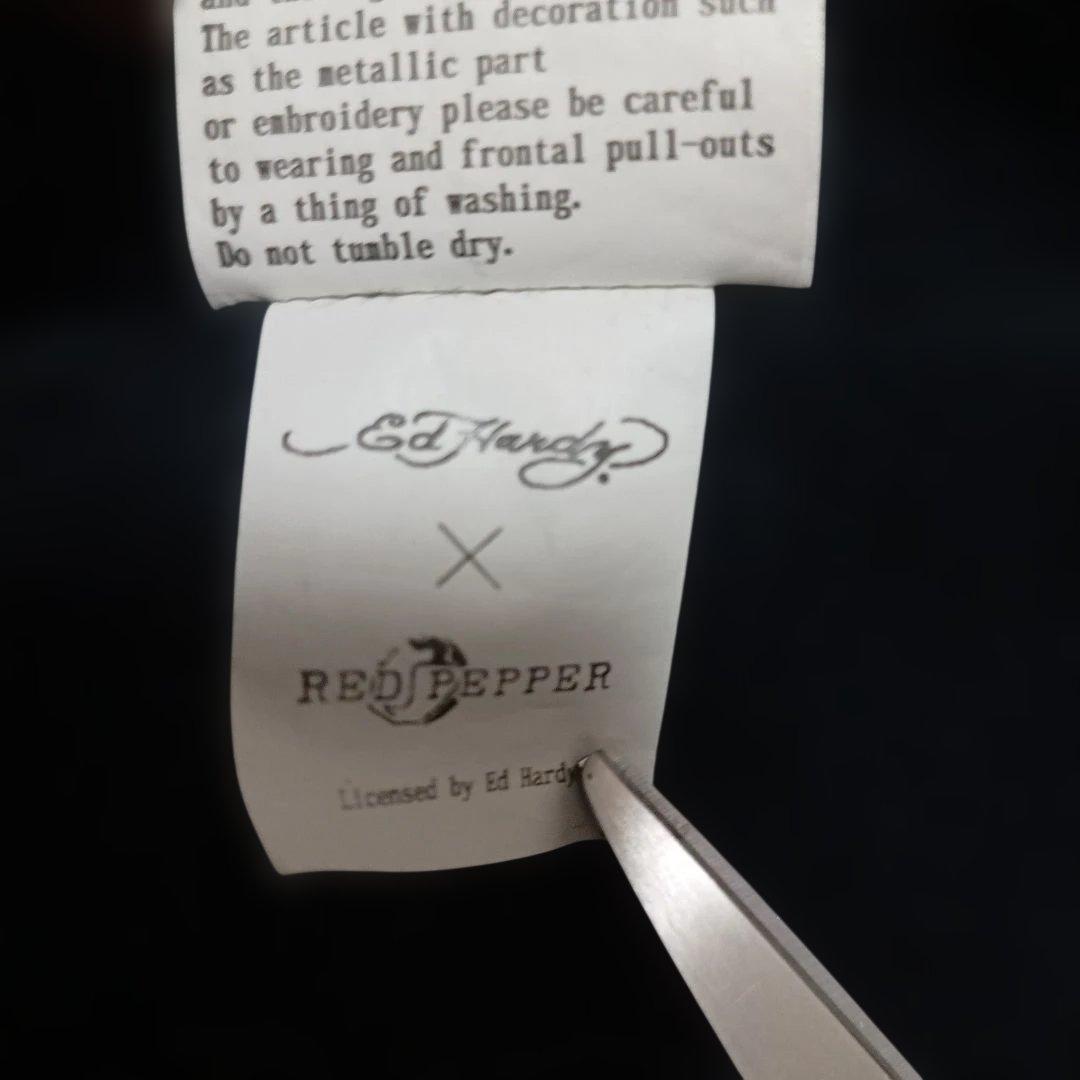 The article with decoration such
as the metallic part
or embroidery please be careful
to wearing and frontal pull-outs
by a thing of washing.
Do not tumble dry.
Ed Hardy
×
RED PEPPER
Licensed by Ed Hardy.